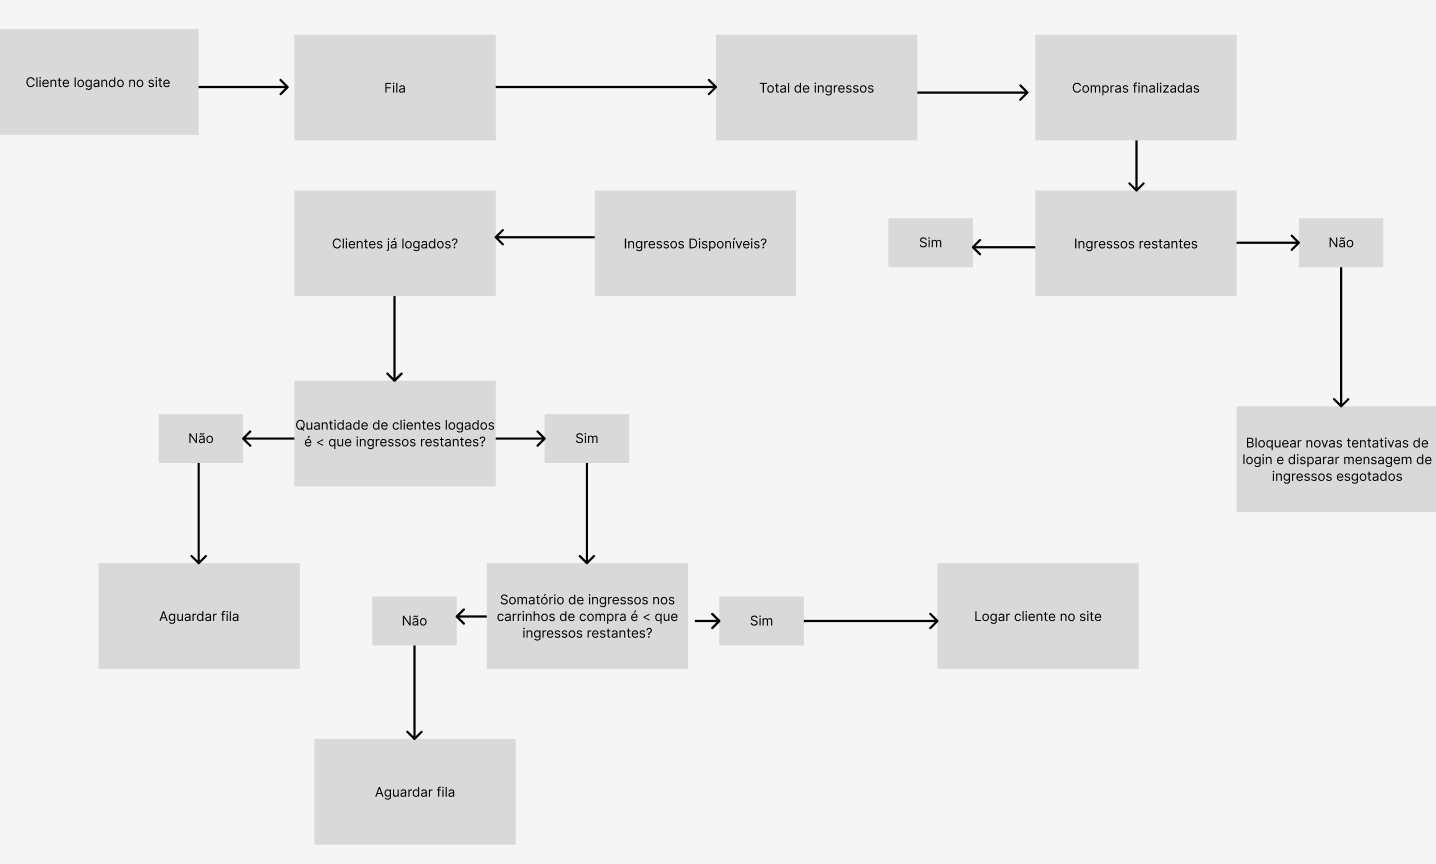 Cliente logando no site
Fila
Total de ingressos
Compras finalizadas
Clientes já logados?
Ingressos Disponíveis?
Sim
Ingressos restantes
Não
Não
Quantidade de clientes logados
é < que ingressos restantes?
Sim
Bloquear novas tentativas de
login e disparar mensagem de
ingressos esgotados
Aguardar fila
Não
Somatório de ingressos nos
carrinhos de compra é < que
ingressos restantes?
Sim
Logar cliente no site
Aguardar fila